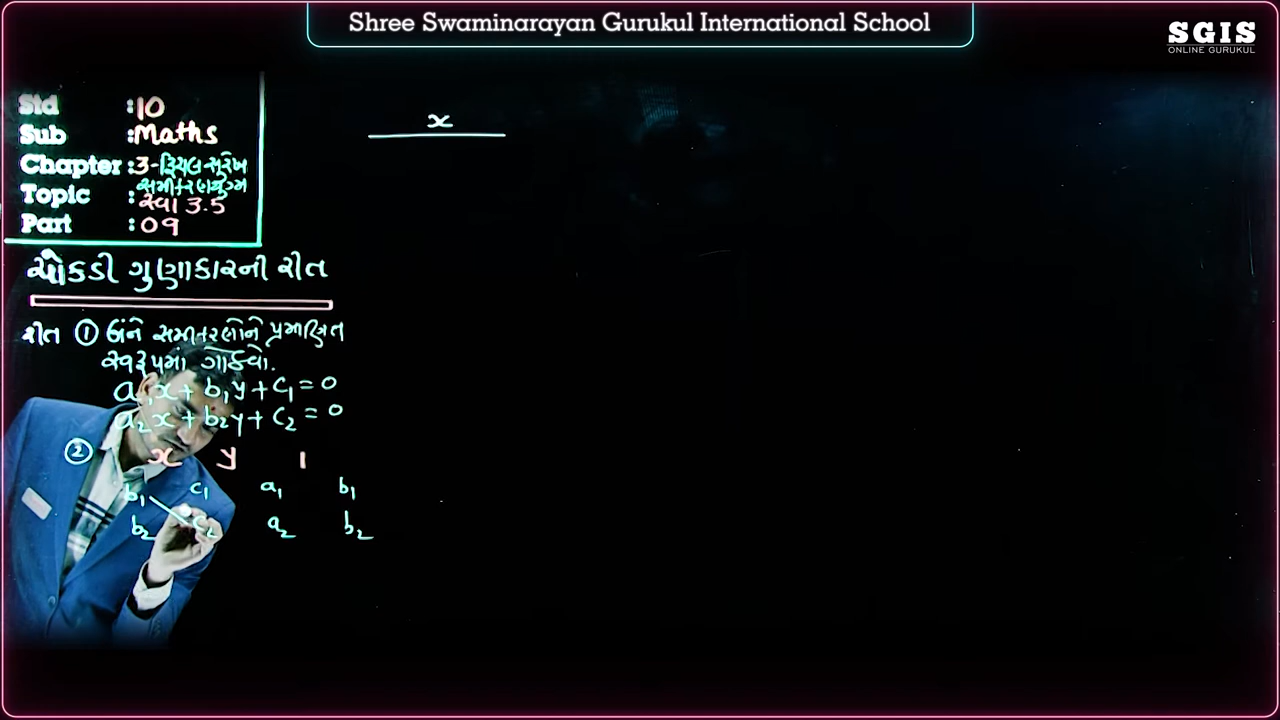 Shree Swaminarayan Gurukul International School
SGIS
ONLINE GURUKUL
Std :10
Sub :Maths
Chapter :3-દ્વિચલ સુરેખ
સમીકરણયુગ્મ
Topic : સ્વા 3.5
Part :09
ચોકડી ગુણાકારની રીત
રીત ① બંને સમીકરણોને પ્રમાણિત
સ્વરૂપમાં ગોઠવો.
a₁x + b₁y + c₁ = 0
a₂x + b₂y + c₂ = 0
② x y 1
b₁ c₁ a₁ b₁
b₂ c₂ a₂ b₂
x